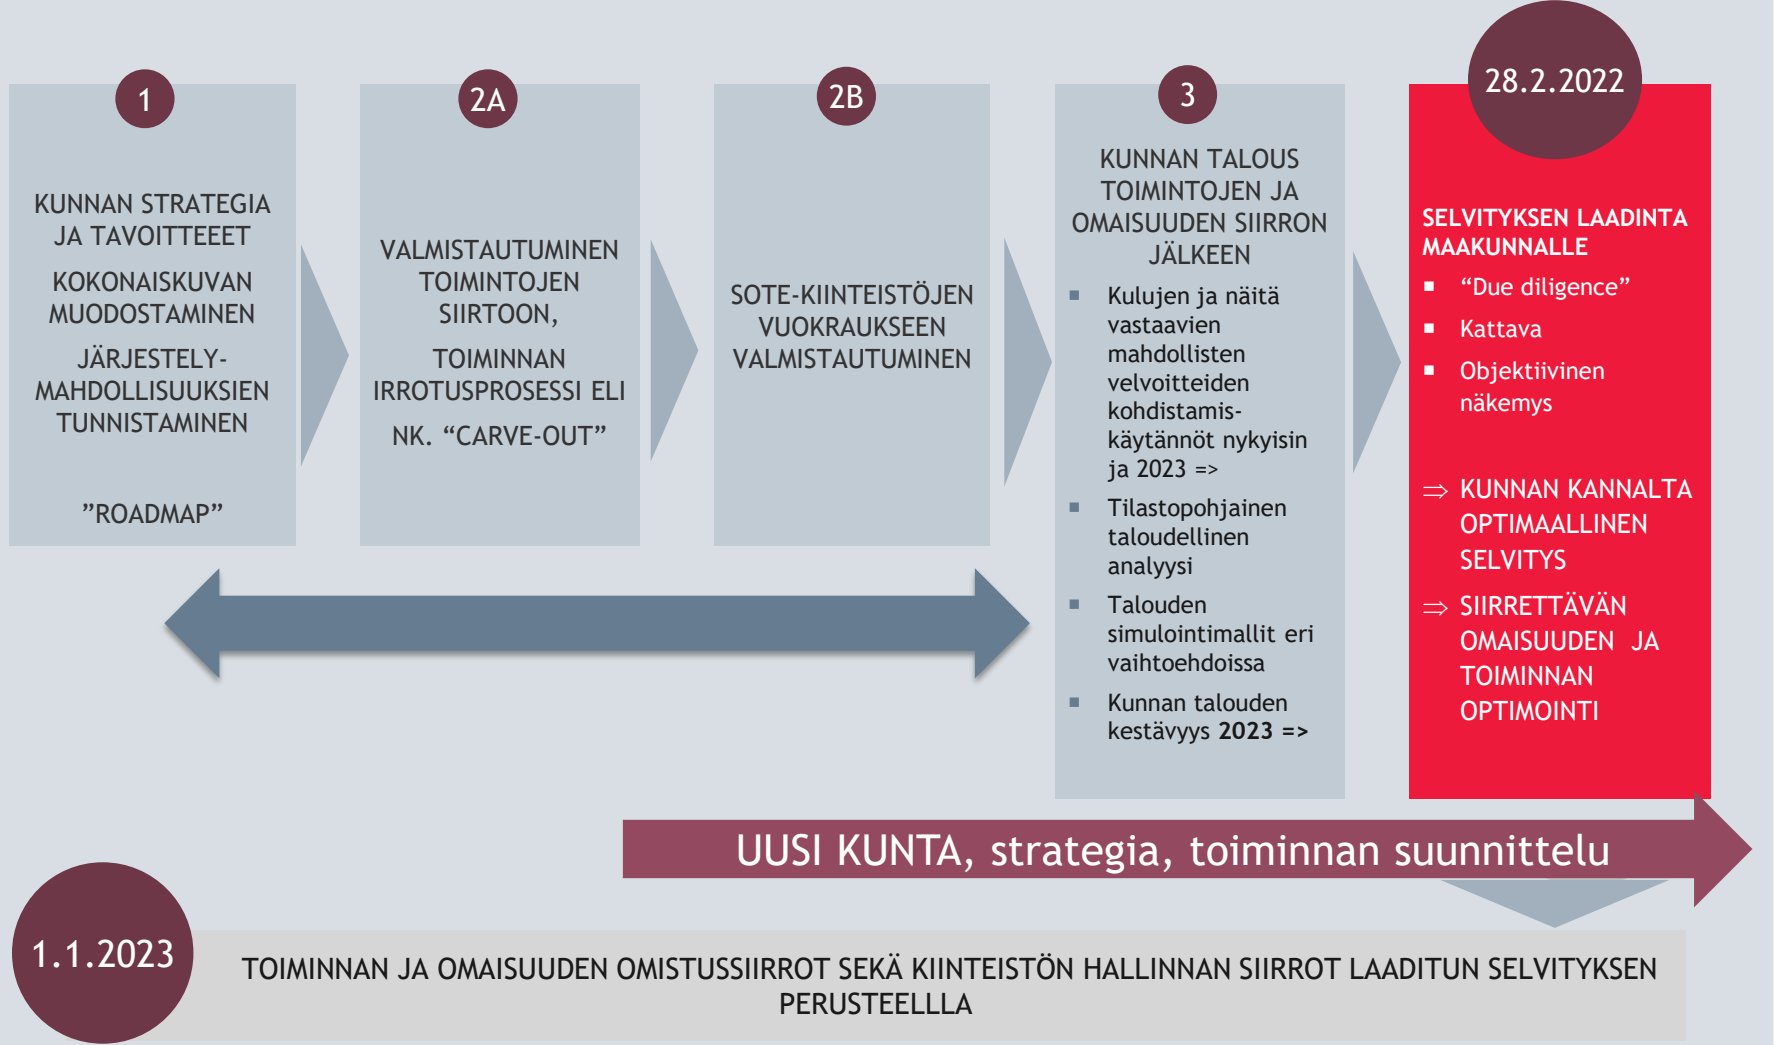 1
KUNNAN STRATEGIA
JA TAVOITTEEET
KOKONAISKUVAN
MUODOSTAMINEN
JÄRJESTELY-
MAHDOLLISUUKSIEN
TUNNISTAMINEN
”ROADMAP”
2A
VALMISTAUTUMINEN
TOIMINTOJEN
SIIRTOON,
TOIMINNAN
IRROTUSPROSESSI ELI
NK. “CARVE-OUT”
2B
SOTE-KIINTEISTÖJEN
VUOKRAUKSEEN
VALMISTAUTUMINEN
3
KUNNAN TALOUS
TOIMINTOJEN JA
OMAISUUDEN SIIRRON
JÄLKEEN
▪ Kulujen ja näitä
vastaavien
mahdollisten
velvoitteiden
kohdistamis-
käytännöt nykyisin
ja 2023 =>
▪ Tilastopohjainen
taloudellinen
analyysi
▪ Talouden
simulointimallit eri
vaihtoehdoissa
▪ Kunnan talouden
kestävyys 2023 =>
28.2.2022
SELVITYKSEN LAADINTA
MAAKUNNALLE
▪ “Due diligence”
▪ Kattava
▪ Objektiivinen
näkemys
⇒ KUNNAN KANNALTA
OPTIMAALLINEN
SELVITYS
⇒ SIIRRETTÄVÄN
OMAISUUDEN JA
TOIMINNAN
OPTIMOINTI
UUSI KUNTA, strategia, toiminnan suunnittelu
1.1.2023
TOIMINNAN JA OMAISUUDEN OMISTUSSIIRROT SEKÄ KIINTEISTÖN HALLINNAN SIIRROT LAADITUN SELVITYKSEN
PERUSTEELLLA